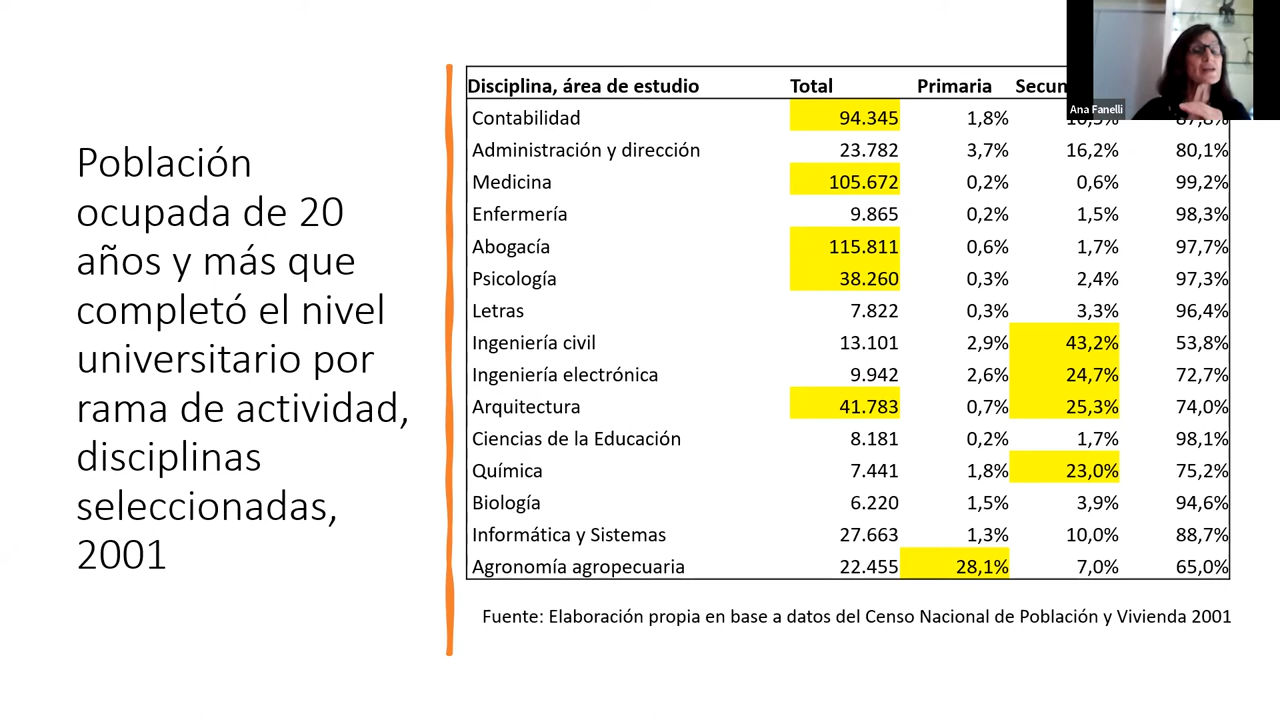 Población
ocupada de 20
años y más que
completó el nivel
universitario por
rama de actividad,
disciplinas
seleccionadas,
2001
Disciplina, área de estudio Total Primaria
Contabilidad 94.345 1,8%
Administración y dirección 23.782 3,7% 16,2% 80,1%
Medicina 105.672 0,2% 0,6% 99,2%
Enfermería 9.865 0,2% 1,5% 98,3%
Abogacía 115.811 0,6% 1,7% 97,7%
Psicología 38.260 0,3% 2,4% 97,3%
Letras 7.822 0,3% 3,3% 96,4%
Ingeniería civil 13.101 2,9% 43,2% 53,8%
Ingeniería electrónica 9.942 2,6% 24,7% 72,7%
Arquitectura 41.783 0,7% 25,3% 74,0%
Ciencias de la Educación 8.181 0,2% 1,7% 98,1%
Química 7.441 1,8% 23,0% 75,2%
Biología 6.220 1,5% 3,9% 94,6%
Informática y Sistemas 27.663 1,3% 10,0% 88,7%
Agronomía agropecuaria 22.455 28,1% 7,0% 65,0%
Fuente: Elaboración propia en base a datos del Censo Nacional de Población y Vivienda 2001
Ana Fanelli